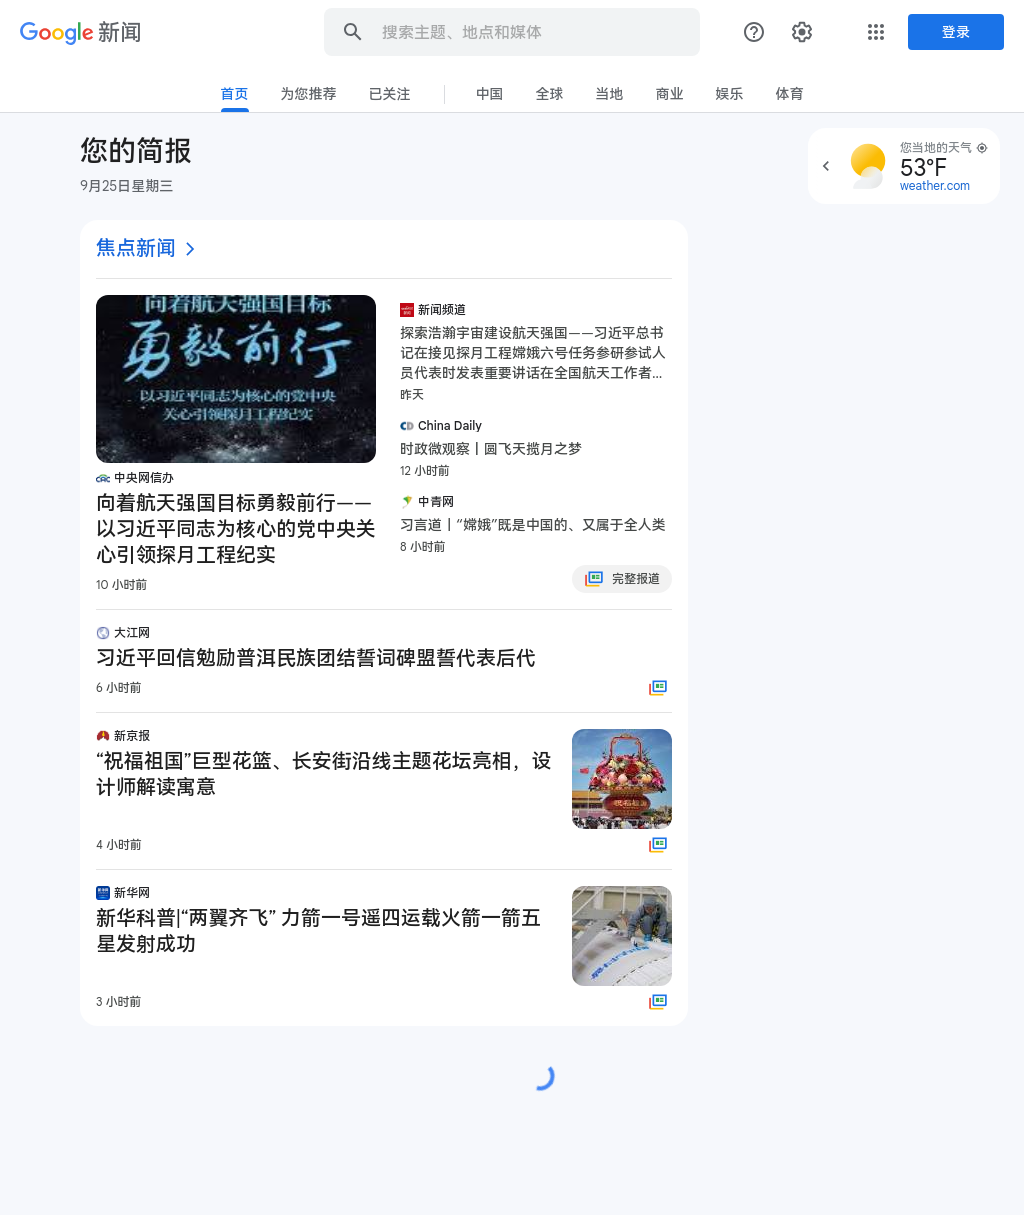 Google 新闻
搜索主题、地点和媒体
登录
首页
为您推荐
已关注
中国
全球
当地
商业
娱乐
体育
您的简报
9月25日星期三
您当地的天气
53°F
weather.com
焦点新闻
向着航天强国目标
勇毅前行
以习近平同志为核心的党中央
关心引领探月工程纪实
中央网信办
向着航天强国目标勇毅前行——
以习近平同志为核心的党中央关
心引领探月工程纪实
10 小时前
新闻频道
探索浩瀚宇宙建设航天强国——习近平总书
记在接见探月工程嫦娥六号任务参研参试人
员代表时发表重要讲话在全国航天工作者...
昨天
China Daily
时政微观察丨圆飞天揽月之梦
12 小时前
中青网
习言道丨“嫦娥”既是中国的、又属于全人类
8 小时前
完整报道
大江网
习近平回信勉励普洱民族团结誓词碑盟誓代表后代
6 小时前
新京报
“祝福祖国”巨型花篮、长安街沿线主题花坛亮相，设
计师解读寓意
祝福祖国
4 小时前
新华网
新华科普|“两翼齐飞” 力箭一号遥四运载火箭一箭五
星发射成功
3 小时前